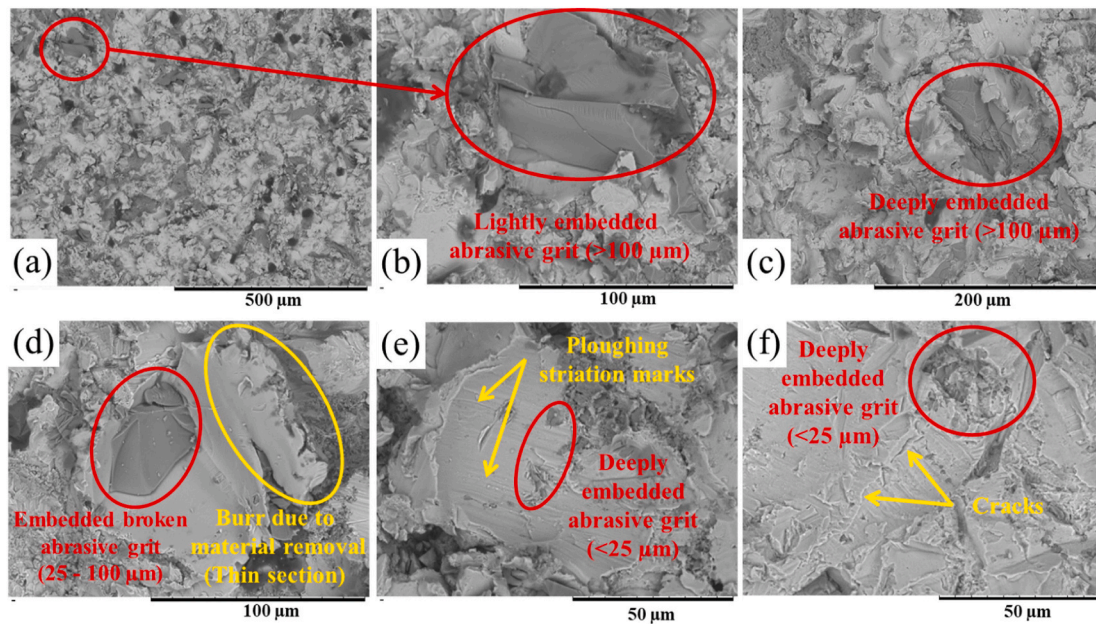 (a)
500 µm
Lightly embedded
abrasive grit (>100 µm)
(b)
100 µm
Deeply embedded
abrasive grit (>100 µm)
(c)
200 µm
(d)
Embedded broken
abrasive grit
(25 - 100 µm)
Burr due to
material removal
(Thin section)
100 µm
(e)
Ploughing
striation marks
Deeply
embedded
abrasive grit
(<25 µm)
50 µm
(f)
Deeply
embedded
abrasive grit
(<25 µm)
Cracks
50 µm